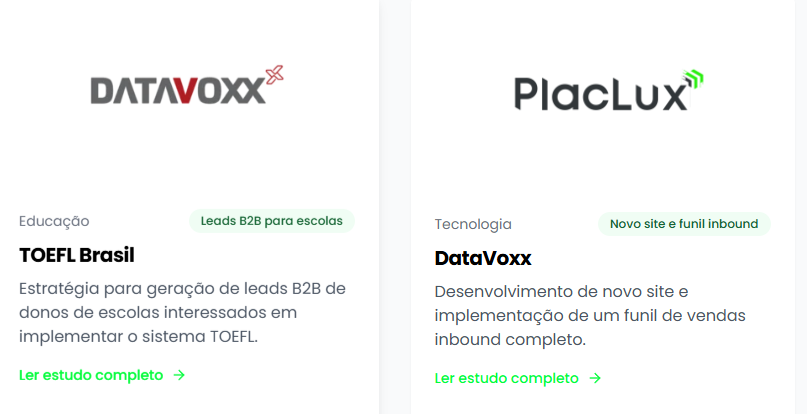 DATAVOXX
Educação
Leads B2B para escolas
TOEFL Brasil
Estratégia para geração de leads B2B de
donos de escolas interessados em
implementar o sistema TOEFL.
Ler estudo completo →
PlacLux
Tecnologia
Novo site e funil inbound
DataVoxx
Desenvolvimento de novo site e
implementação de um funil de vendas
inbound completo.
Ler estudo completo →